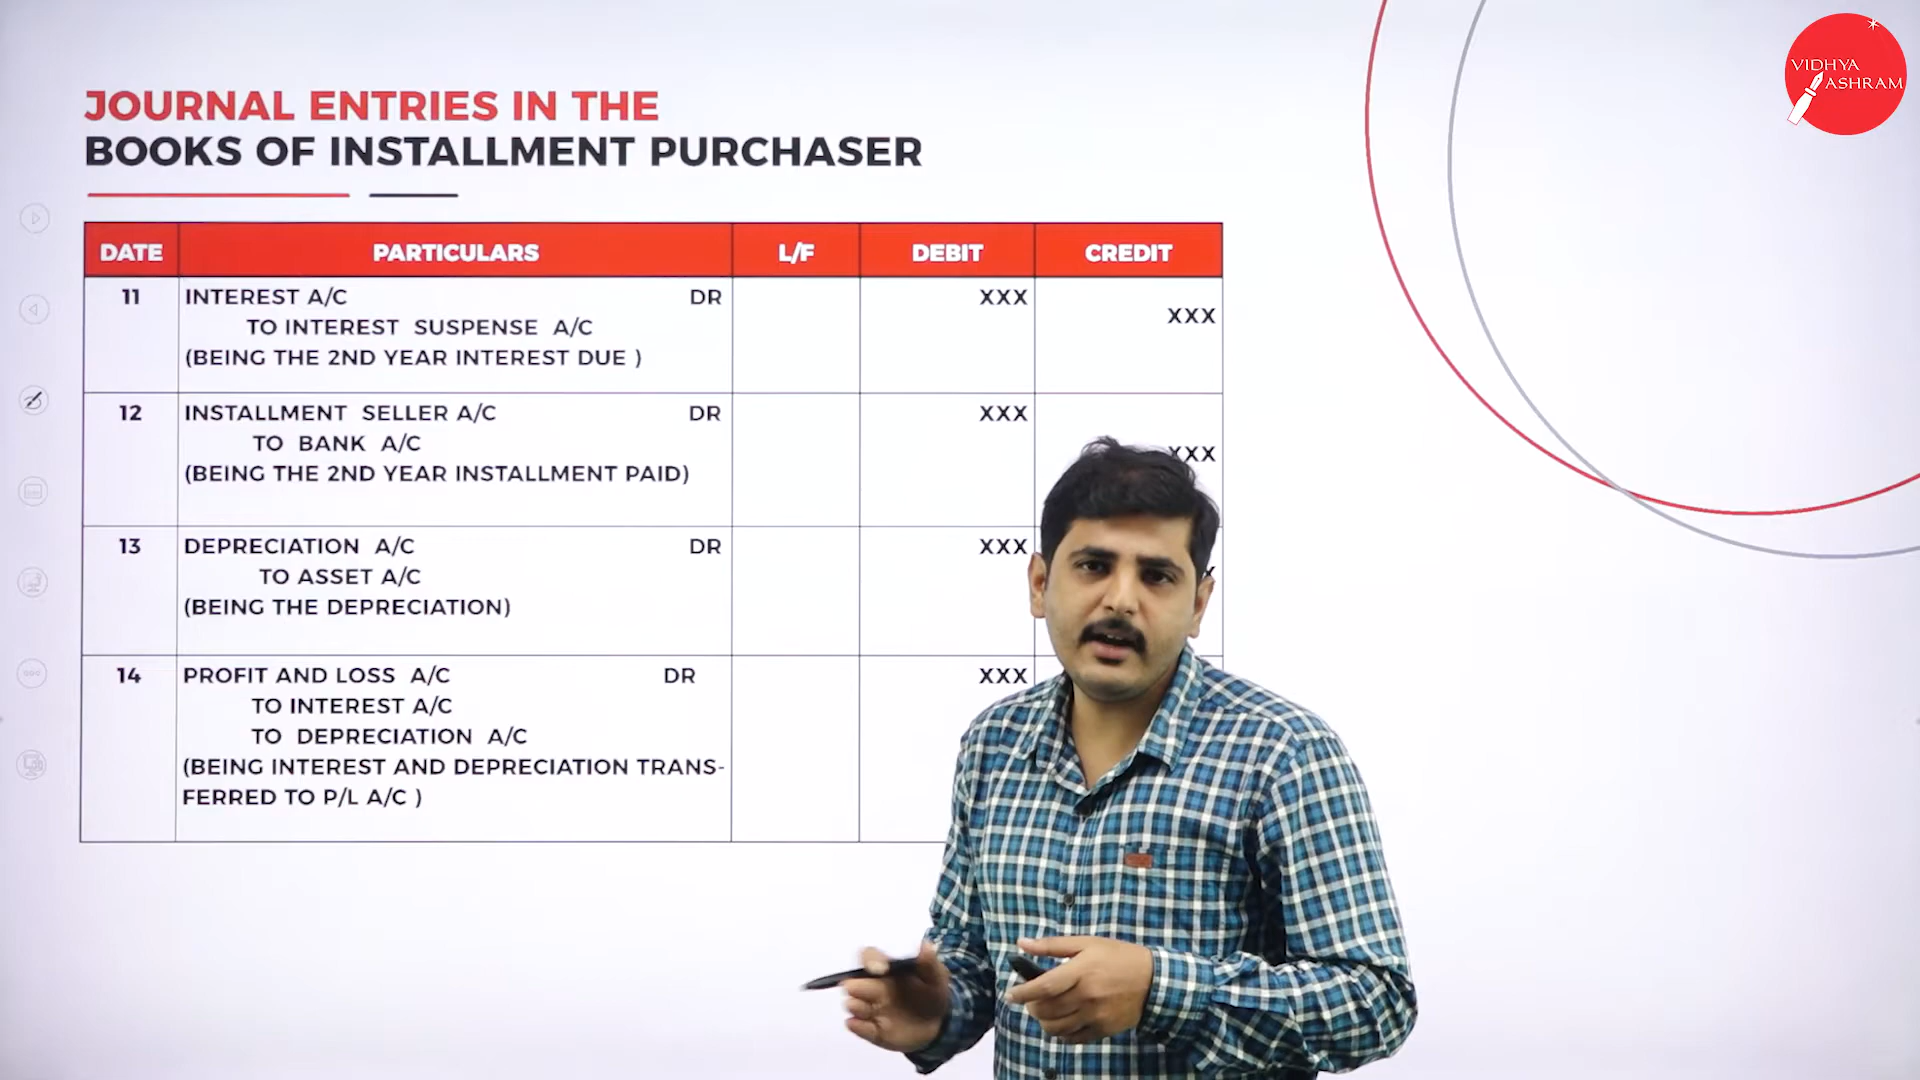 VIDHYA
ASHRAM
JOURNAL ENTRIES IN THE
BOOKS OF INSTALLMENT PURCHASER
DATE PARTICULARS L/F DEBIT CREDIT
11 INTEREST A/C DR XXX
TO INTEREST SUSPENSE A/C XXX
(BEING THE 2ND YEAR INTEREST DUE )
12 INSTALLMENT SELLER A/C DR XXX
TO BANK A/C XXX
(BEING THE 2ND YEAR INSTALLMENT PAID)
13 DEPRECIATION A/C DR XXX
TO ASSET A/C
(BEING THE DEPRECIATION)
14 PROFIT AND LOSS A/C DR XXX
TO INTEREST A/C
TO DEPRECIATION A/C
(BEING INTEREST AND DEPRECIATION TRANS-
FERRED TO P/L A/C )